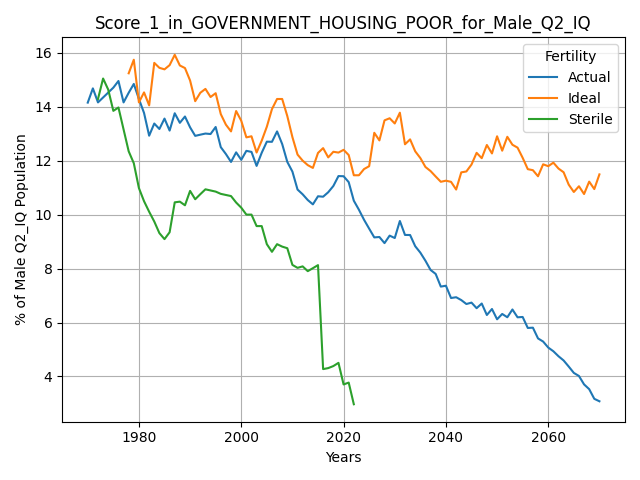 Score_1_in_GOVERNMENT_HOUSING_POOR_for_Male_Q2_IQ
Fertility
Actual
Ideal
Sterile
% of Male Q2_IQ Population
16
14
12
10
8
6
4
1980 2000 2020 2040 2060
Years